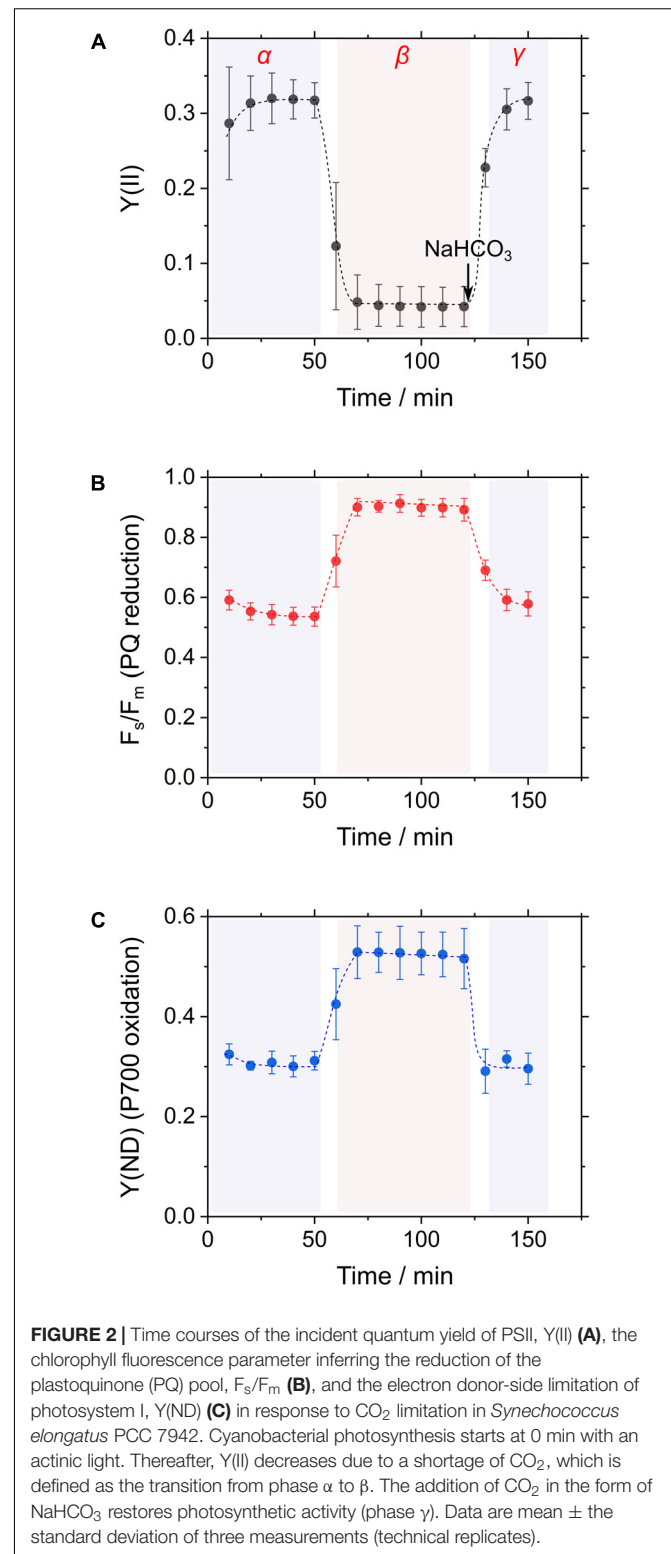 A
α
β
γ
0.4
0.3
0.2
0.1
0.0
Y(II)
NaHCO₃
0
50
100
150
Time / min
B
1.0
0.8
0.6
0.4
0.2
0.0
Fₛ/Fₘ (PQ reduction)
0
50
100
150
Time / min
C
0.6
0.4
0.2
0.0
Y(ND) (P700 oxidation)
0
50
100
150
Time / min
FIGURE 2 | Time courses of the incident quantum yield of PSII, Y(II) (A), the
chlorophyll fluorescence parameter inferring the reduction of the
plastoquinone (PQ) pool, Fₛ/Fₘ (B), and the electron donor-side limitation of
photosystem I, Y(ND) (C) in response to CO₂ limitation in Synechococcus
elongatus PCC 7942. Cyanobacterial photosynthesis starts at 0 min with an
actinic light. Thereafter, Y(II) decreases due to a shortage of CO₂, which is
defined as the transition from phase α to β. The addition of CO₂ in the form of
NaHCO₃ restores photosynthetic activity (phase γ). Data are mean ± the
standard deviation of three measurements (technical replicates).